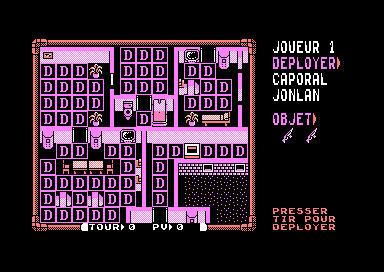 JOUEUR 1
DEPLOYER
CAPORAL
JONLAN
OBJET
D D D
D D D
D D D D D
D D D D D D
D D D D D D
D D D D D D
D D D
D D D D D D D
D D
D D
D D D D D D D
D D D D D D D
D D D D D D
D D D D D
TOUR 0 PV 0
PRESSER
TIR POUR
DEPLOYER